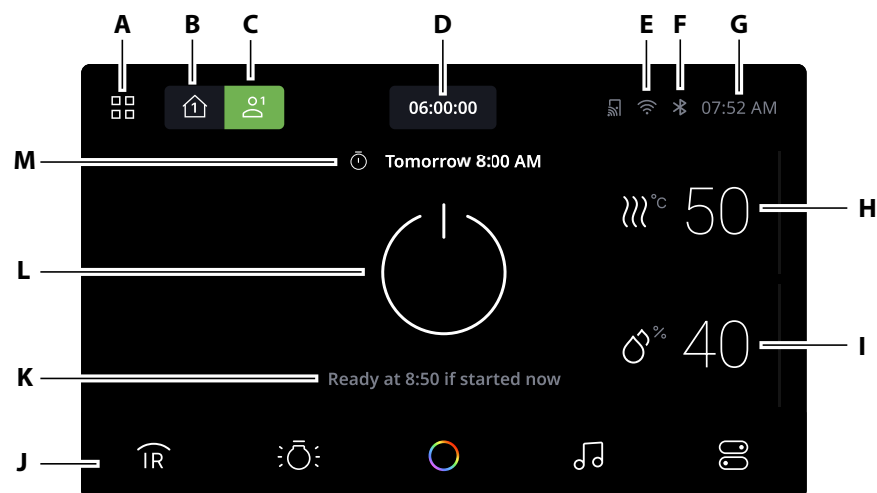 A B C D E F G
1 1 06:00:00 07:52 AM
M Tomorrow 8:00 AM
°C 50 H
L
% 40 I
K Ready at 8:50 if started now
J IR